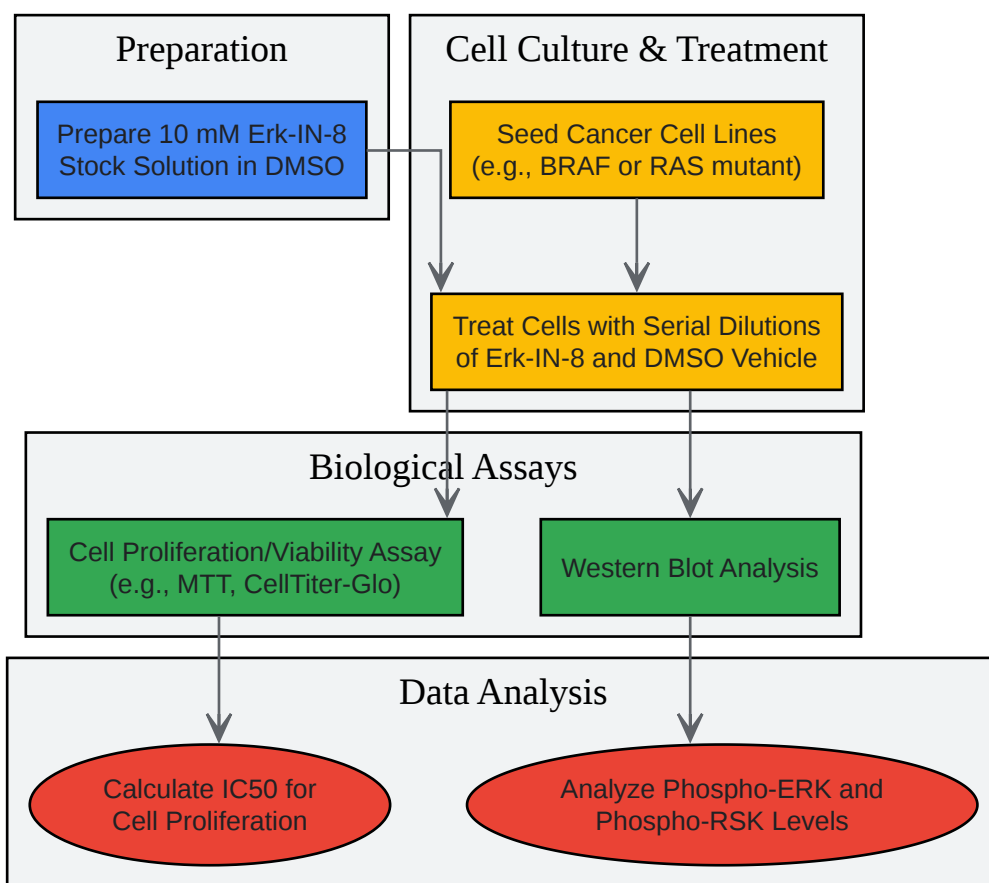 Preparation
Prepare 10 mM Erk-IN-8
Stock Solution in DMSO
Cell Culture & Treatment
Seed Cancer Cell Lines
(e.g., BRAF or RAS mutant)
Treat Cells with Serial Dilutions
of Erk-IN-8 and DMSO Vehicle
Biological Assays
Cell Proliferation/Viability Assay
(e.g., MTT, CellTiter-Glo)
Western Blot Analysis
Data Analysis
Calculate IC50 for
Cell Proliferation
Analyze Phospho-ERK and
Phospho-RSK Levels